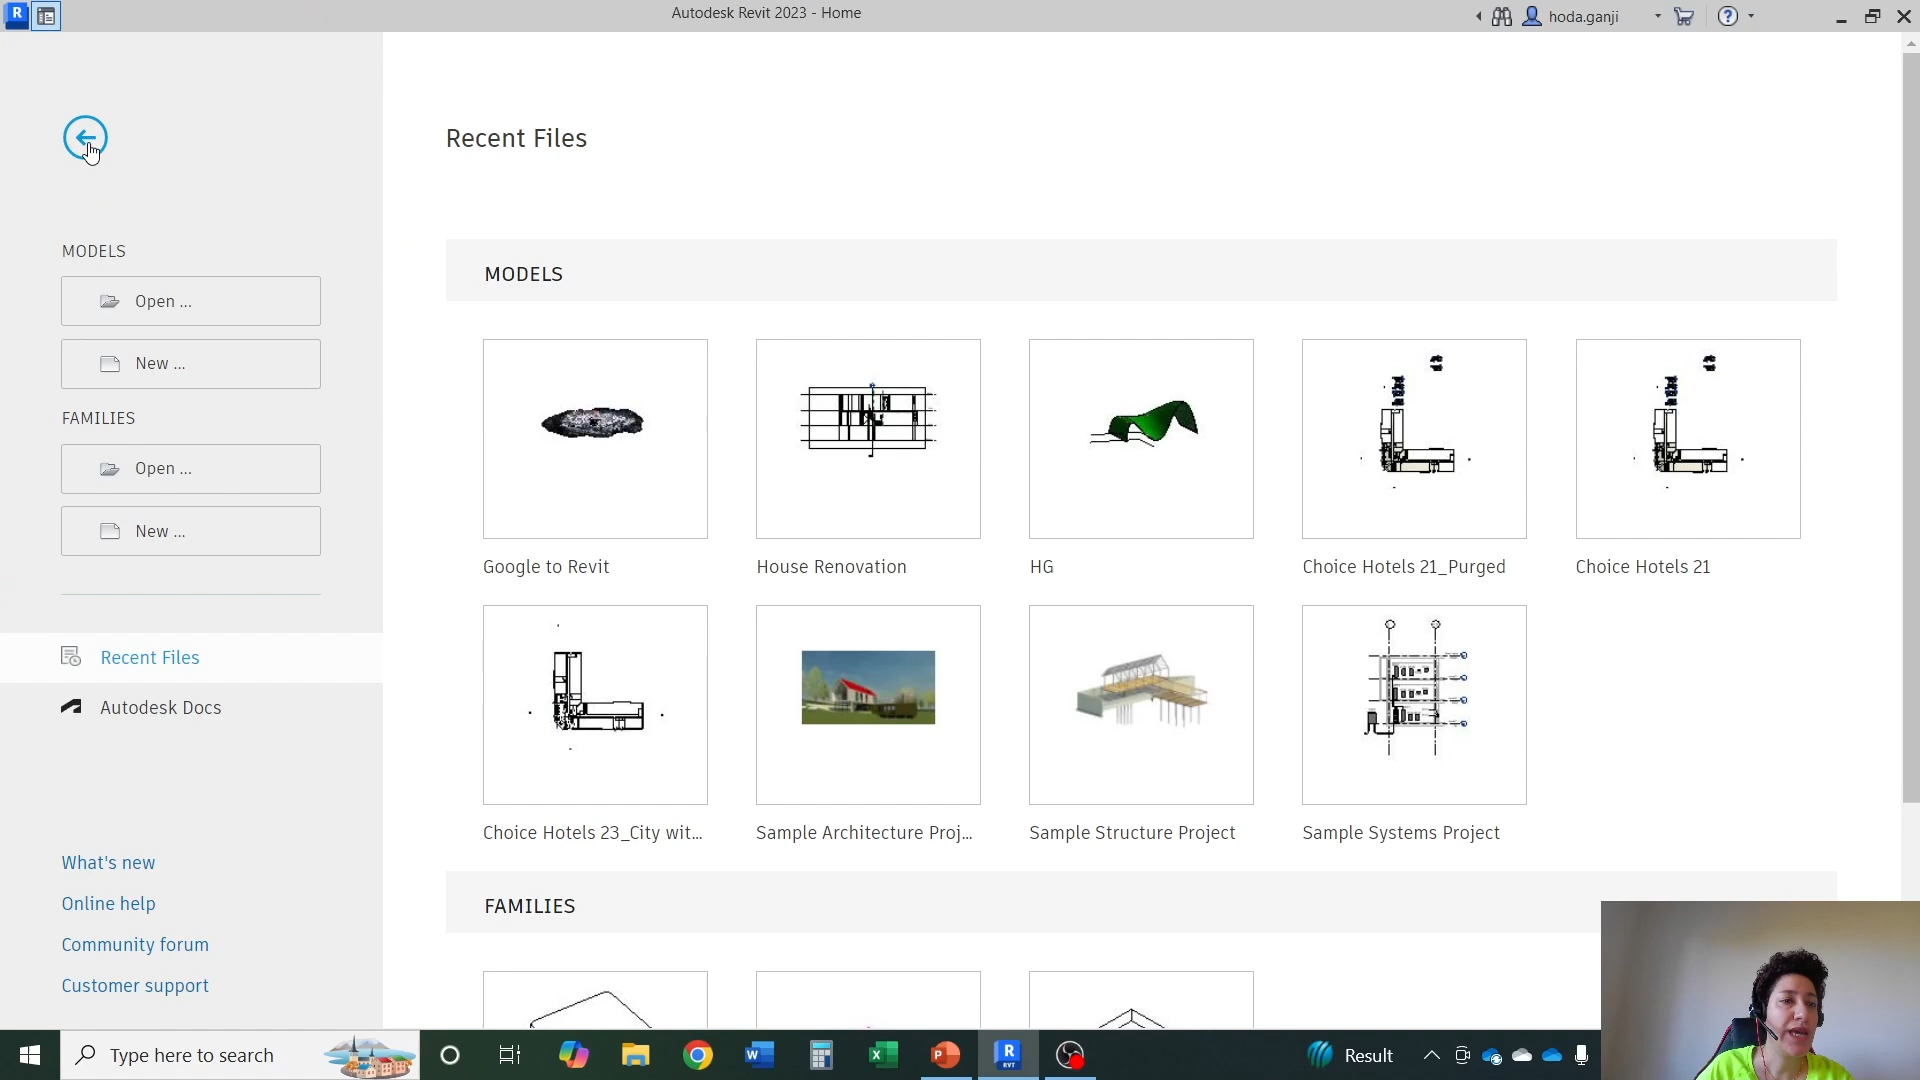 R
Autodesk Revit 2023 - Home
hoda.ganji
?
Recent Files
MODELS
Open ...
New ...
FAMILIES
Open ...
New ...
Recent Files
Autodesk Docs
What's new
Online help
Community forum
Customer support
MODELS
Google to Revit
House Renovation
HG
Choice Hotels 21_Purged
Choice Hotels 21
Choice Hotels 23_City wit...
Sample Architecture Proj...
Sample Structure Project
Sample Systems Project
FAMILIES
Type here to search
W
X
P
R
RVT
Result